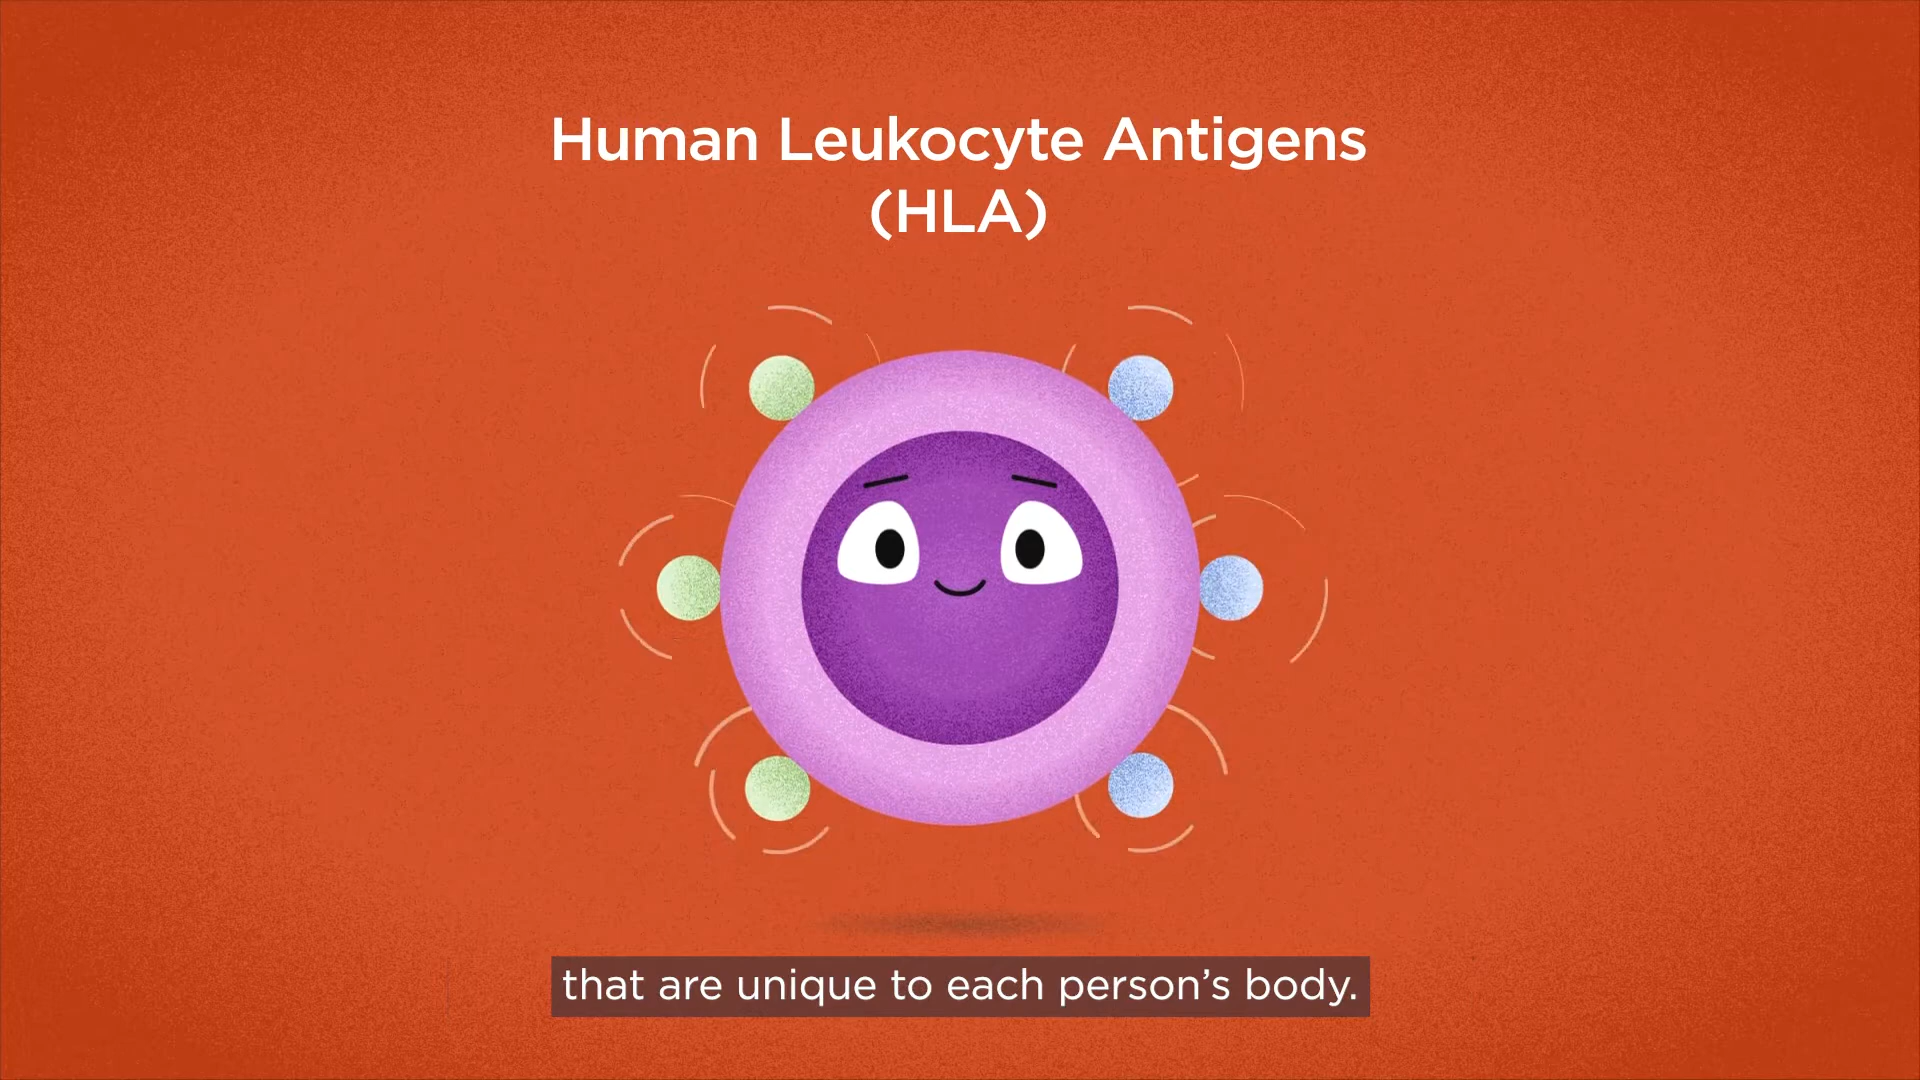 Human Leukocyte Antigens
(HLA)
that are unique to each person’s body.